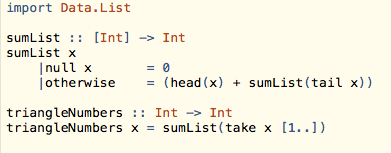 import Data.List
sumList :: [Int] -> Int
sumList x
|null x = 0
|otherwise = (head(x) + sumList(tail x))
triangleNumbers :: Int -> Int
triangleNumbers x = sumList(take x [1..])